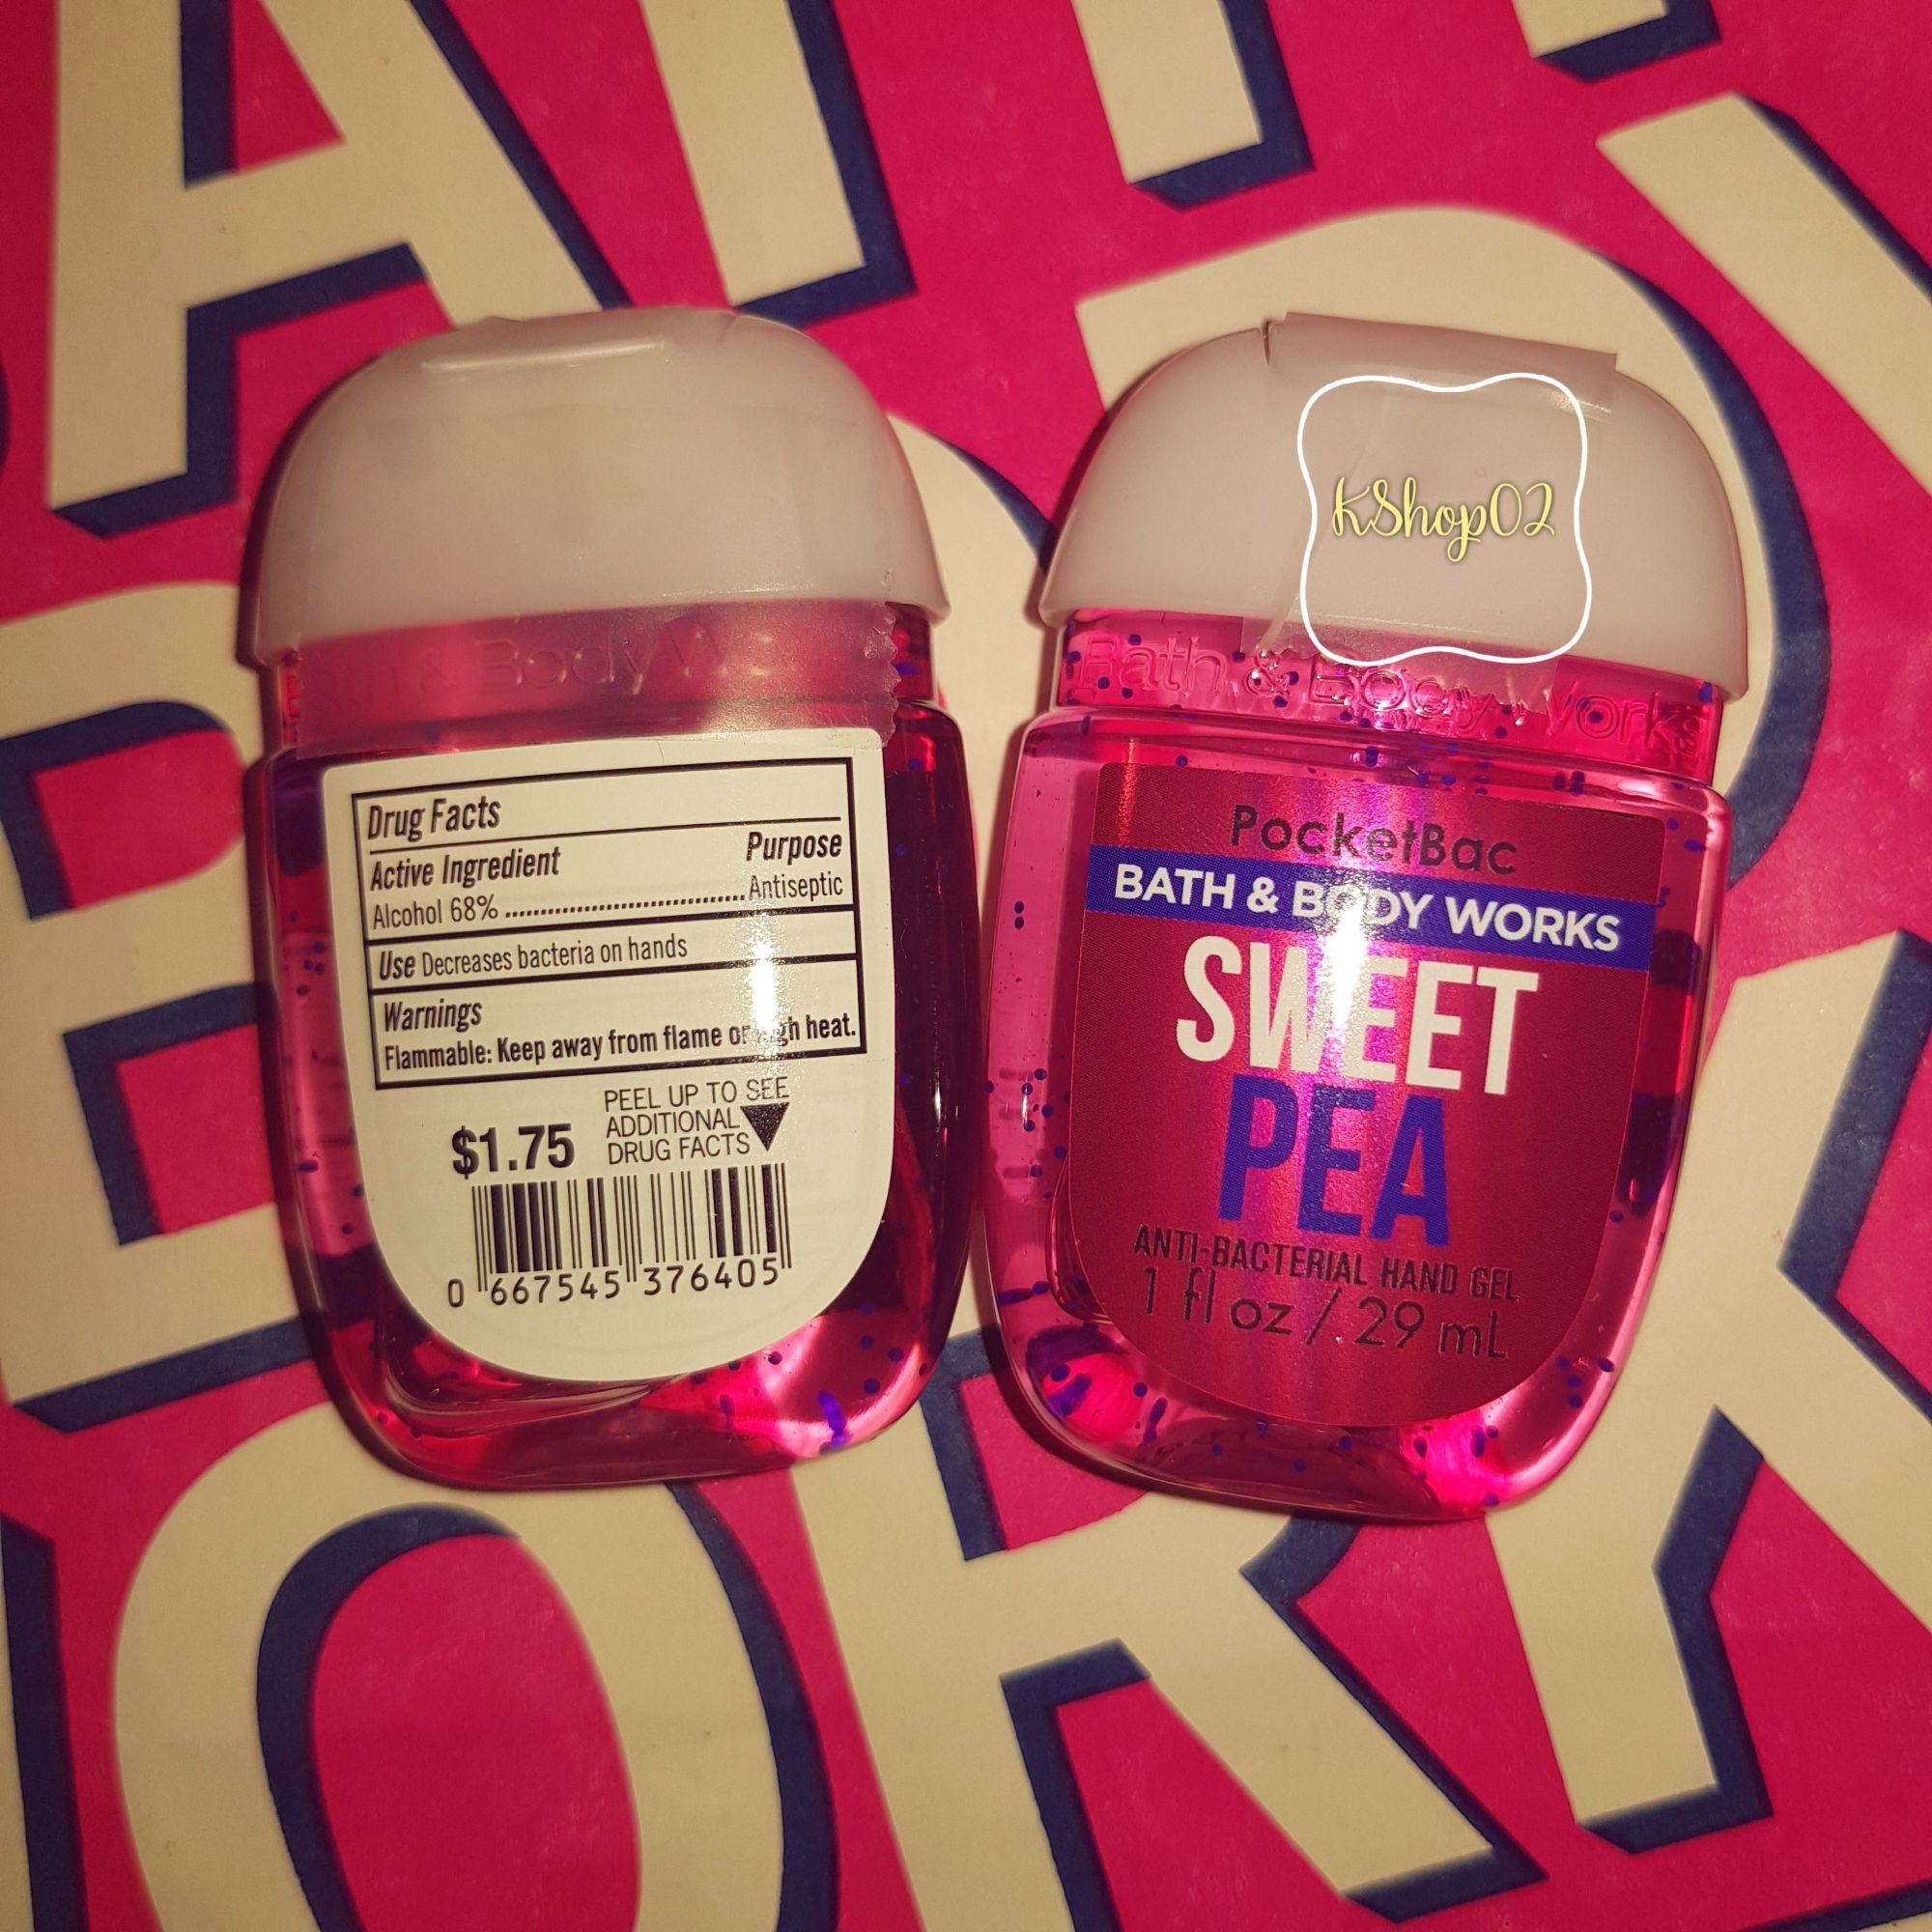 KShop02
Body W
Drug Facts
Active Ingredient Purpose
Alcohol 68% Antiseptic
Use Decreases bacteria on hands
Warnings
Flammable: Keep away from flame or high heat.
$1.75
PEEL UP TO SEE
ADDITIONAL
DRUG FACTS
0 667545 376405
Bath & Body Works
PocketBac
BATH & BODY WORKS
SWEET
PEA
ANTI-BACTERIAL HAND GEL
1 fl oz / 29 mL